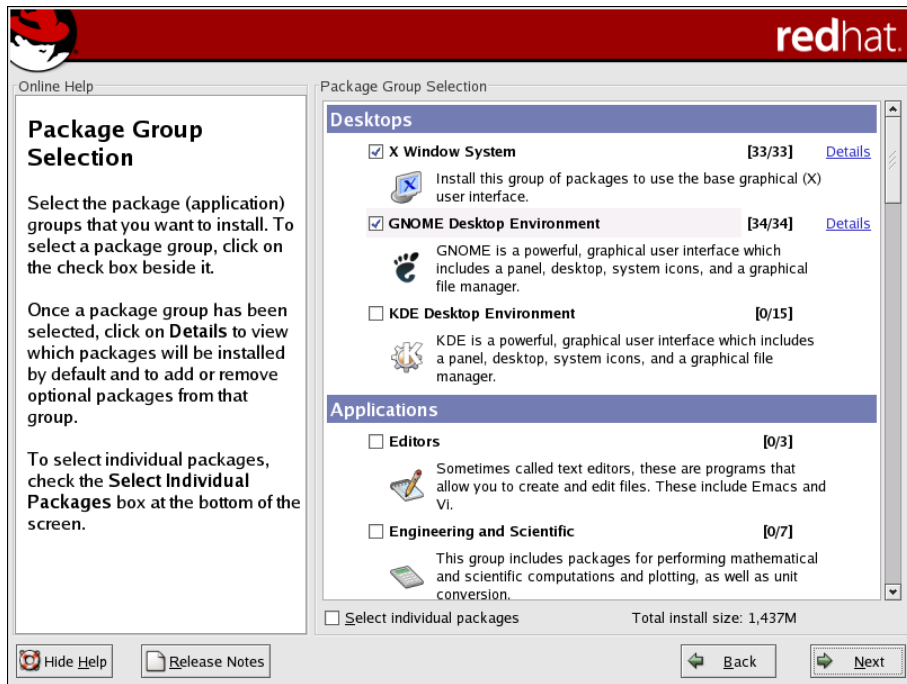 redhat.
Online Help
Package Group
Selection
Select the package (application)
groups that you want to install. To
select a package group, click on
the check box beside it.
Once a package group has been
selected, click on Details to view
which packages will be installed
by default and to add or remove
optional packages from that
group.
To select individual packages,
check the Select Individual
Packages box at the bottom of the
screen.
Package Group Selection
Desktops
X Window System [33/33] Details
Install this group of packages to use the base graphical (X)
user interface.
GNOME Desktop Environment [34/34] Details
GNOME is a powerful, graphical user interface which
includes a panel, desktop, system icons, and a graphical
file manager.
KDE Desktop Environment [0/15]
KDE is a powerful, graphical user interface which includes
a panel, desktop, system icons, and a graphical file
manager.
Applications
Editors [0/3]
Sometimes called text editors, these are programs that
allow you to create and edit files. These include Emacs and
Vi.
Engineering and Scientific [0/7]
This group includes packages for performing mathematical
and scientific computations and plotting, as well as unit
conversion.
Select individual packages Total install size: 1,437M
Hide Help Release Notes Back Next